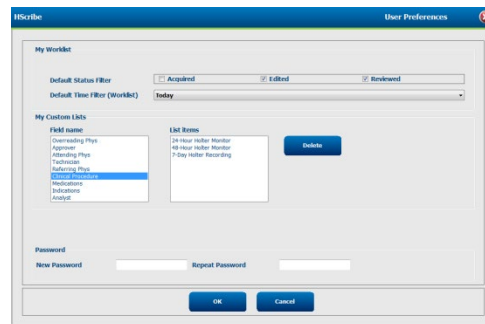 HScribe User Preferences
My Worklist
Default Status Filter Acquired Edited Reviewed
Default Time Filter (Worklist) Today
My Custom Lists
Field name List items
Overreading Phys 24-Hour Holter Monitor
Approver 48-Hour Holter Monitor
Attending Phys 7-Day Holter Recording
Delete
Technician
Referring Phys
Clinical Procedure
Medications
Indications
Analyst
Password
New Password Repeat Password
OK Cancel